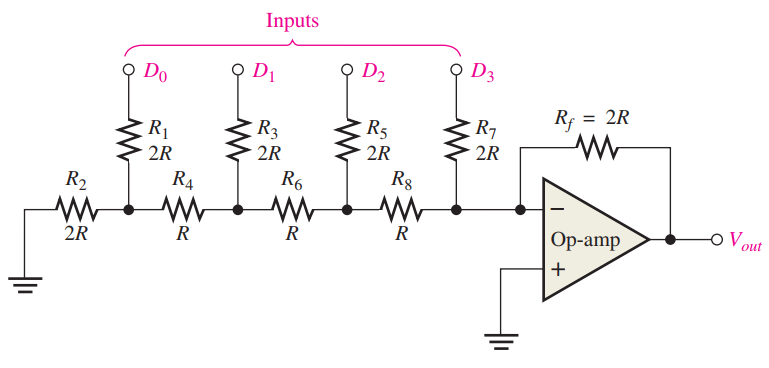 Inputs
D0 D1 D2 D3
R1 R3 R5 R7 Rf = 2R
2R 2R 2R 2R
R2 R4 R6 R8
2R R R R
−
Op-amp Vout
+